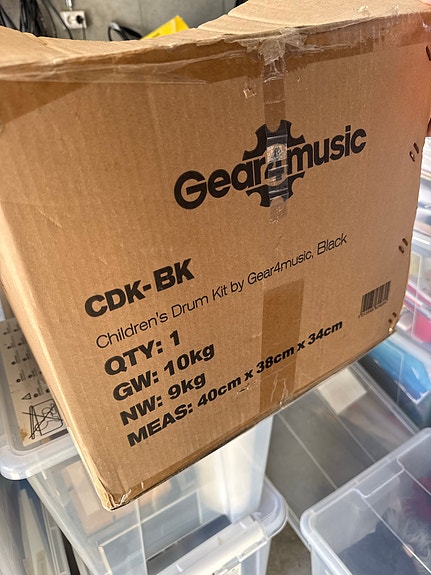 Gear4music
CDK-BK
Children's Drum Kit by Gear4music, Black
QTY: 1
GW: 10kg
NW: 9kg
MEAS: 40cm x 38cm x 34cm